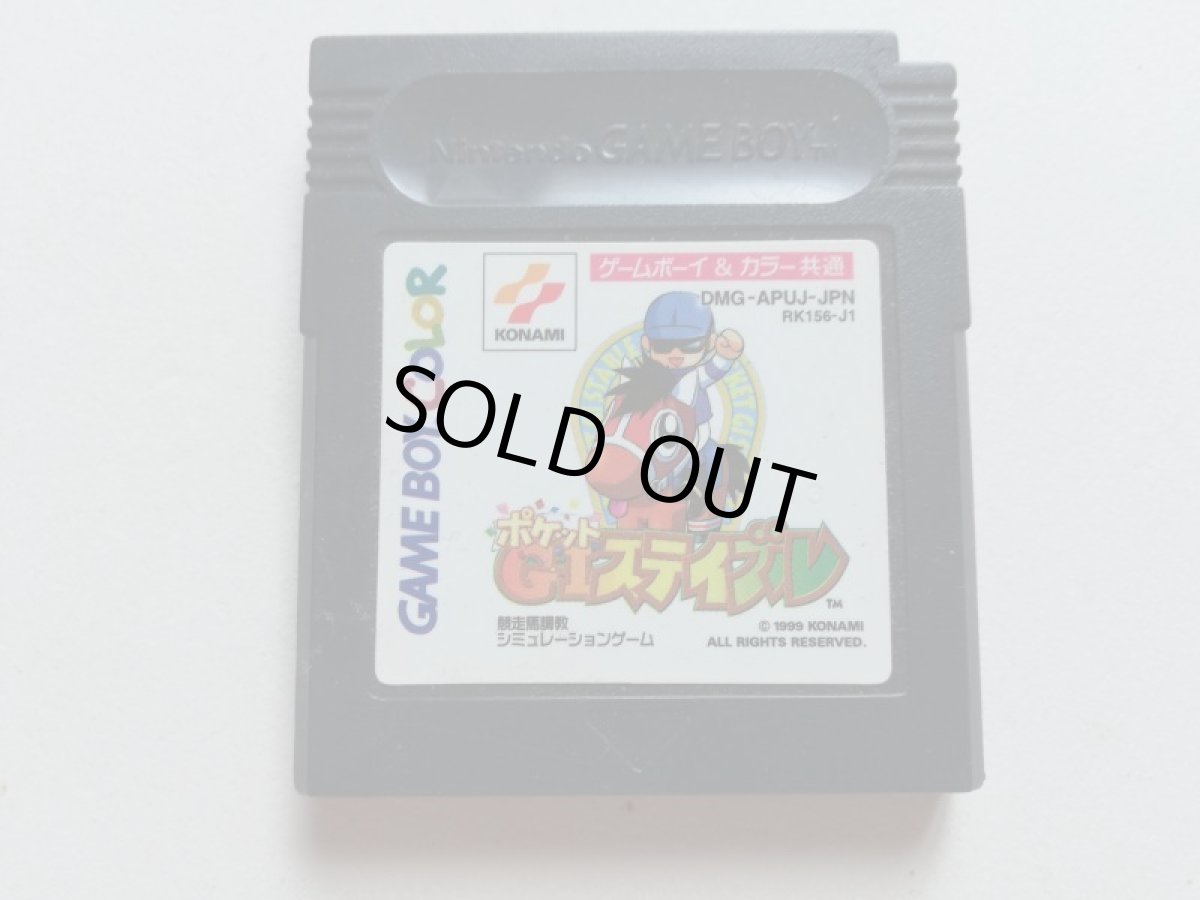 Nintendo GAME BOY TM
GAME BOY COLOR
KONAMI
ゲームボーイ & カラー共通
DMG-APUJ-JPN
RK156-J1
SOLD OUT
ポケット
GIステイブル
TM
競走馬調教
シミュレーションゲーム
© 1999 KONAMI
ALL RIGHTS RESERVED.